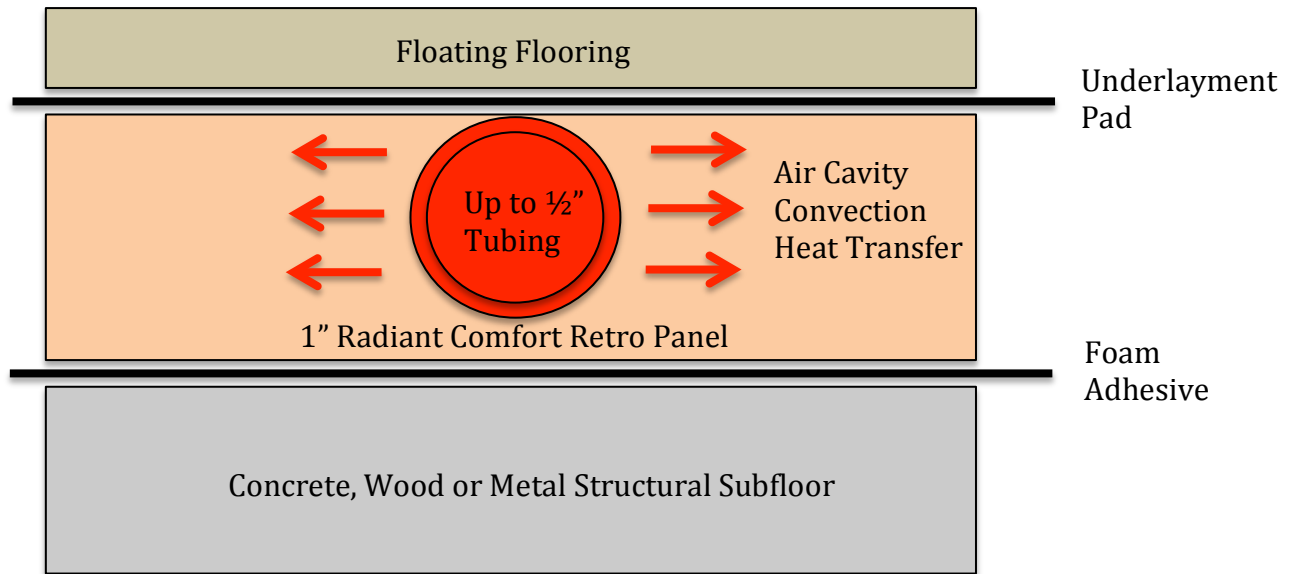 Floating Flooring
Underlayment
Pad
Up to ½”
Tubing
Air Cavity
Convection
Heat Transfer
1” Radiant Comfort Retro Panel
Foam
Adhesive
Concrete, Wood or Metal Structural Subfloor